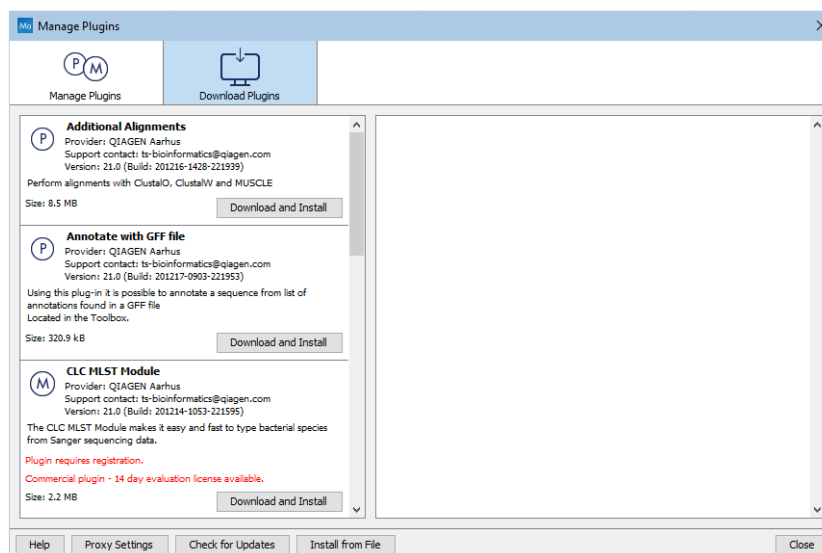 Ma Manage Plugins
P M
Manage Plugins
Download Plugins
P
Additional Alignments
Provider: QIAGEN Aarhus
Support contact: ts-bioinformatics@qiagen.com
Version: 21.0 (Build: 201216-1428-221939)
Perform alignments with ClustalO, ClustalW and MUSCLE
Size: 8.5 MB
Download and Install
P
Annotate with GFF file
Provider: QIAGEN Aarhus
Support contact: ts-bioinformatics@qiagen.com
Version: 21.0 (Build: 201217-0903-221953)
Using this plug-in it is possible to annotate a sequence from list of
annotations found in a GFF file
Located in the Toolbox.
Size: 320.9 kB
Download and Install
M
CLC MLST Module
Provider: QIAGEN Aarhus
Support contact: ts-bioinformatics@qiagen.com
Version: 21.0 (Build: 201214-1053-221595)
The CLC MLST Module makes it easy and fast to type bacterial species
from Sanger sequencing data.
Plugin requires registration.
Commercial plugin - 14 day evaluation license available.
Size: 2.2 MB
Download and Install
Help
Proxy Settings
Check for Updates
Install from File
Close